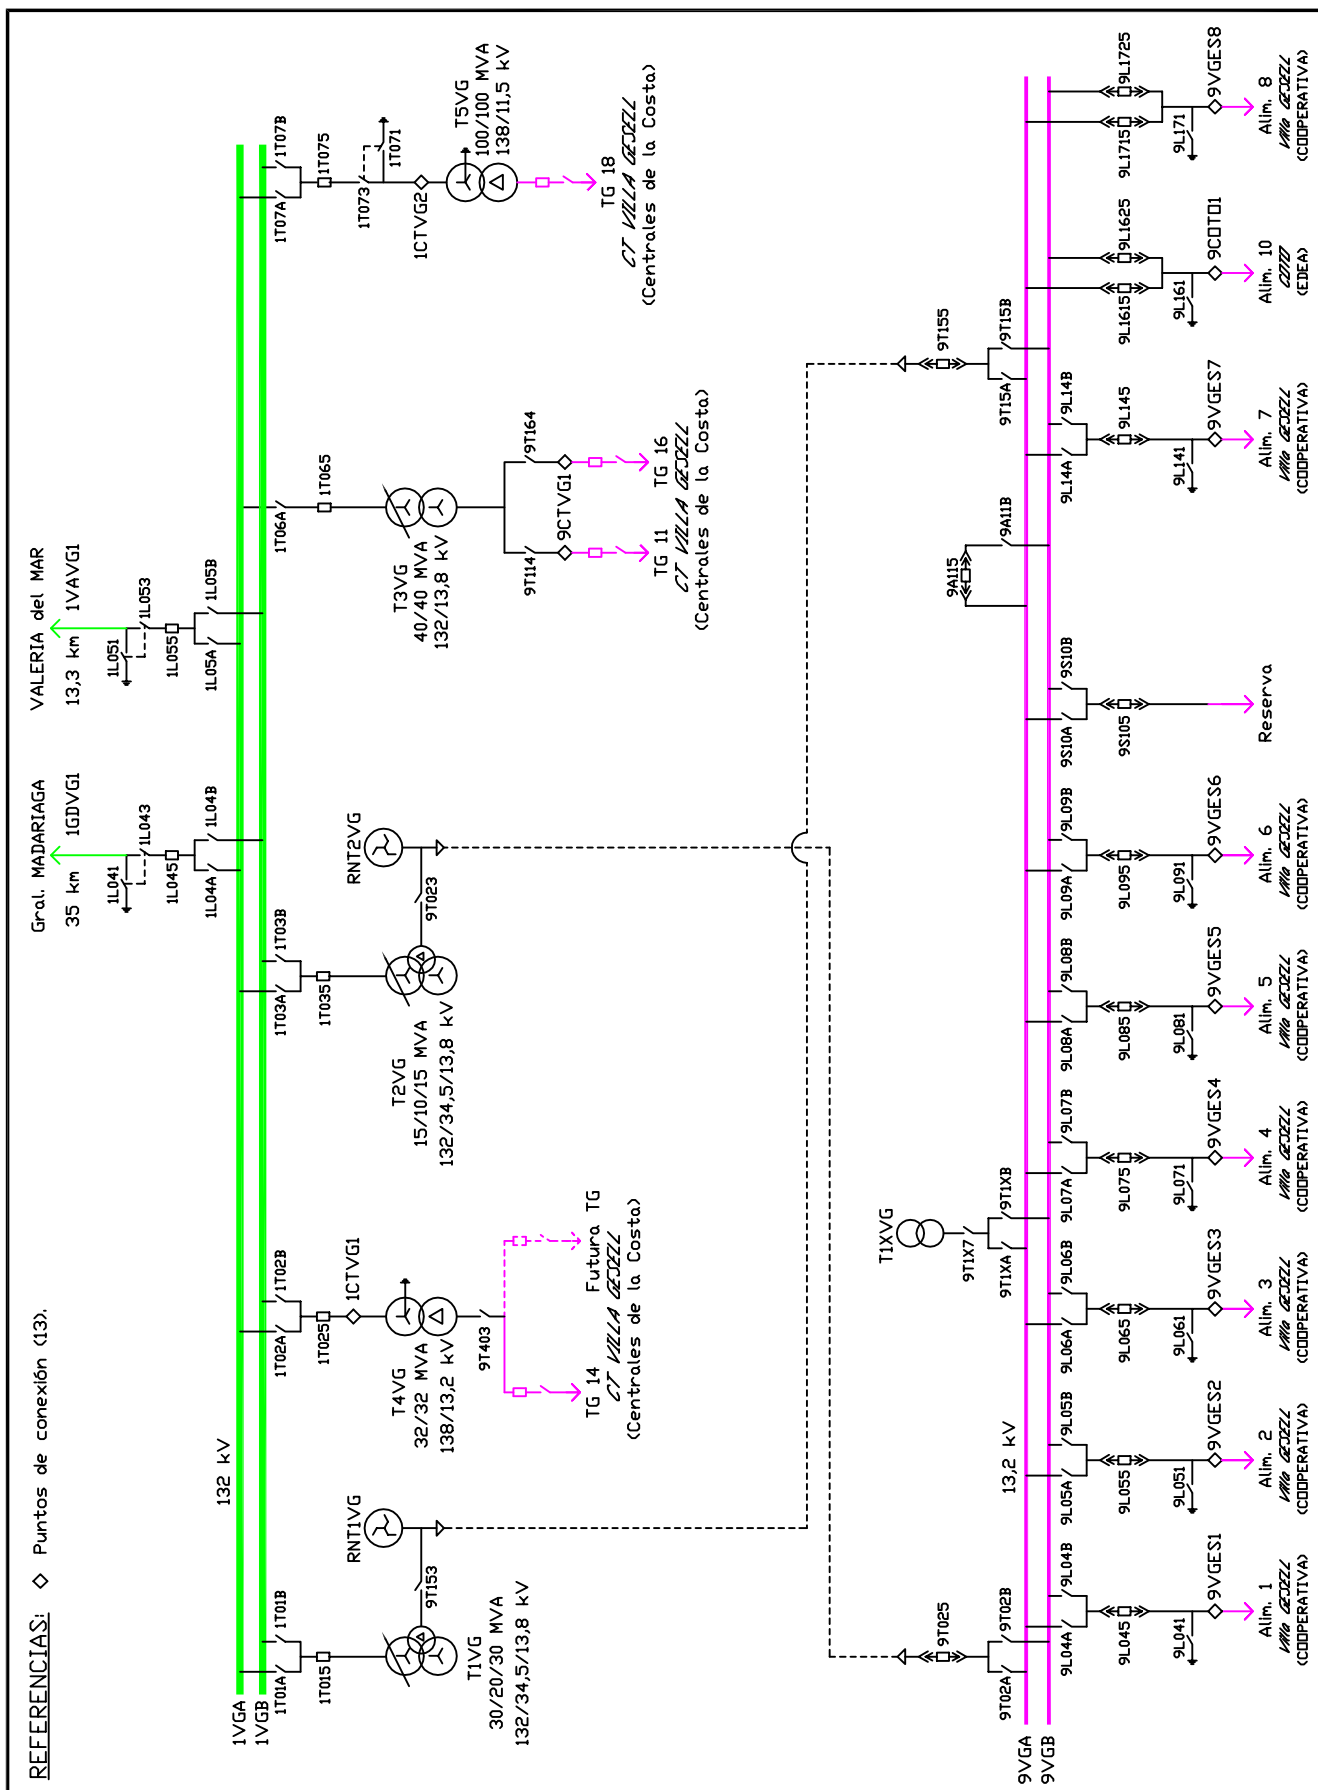 REFERENCIAS:
Puntos de conexión (13).
Gral. MADARIAGA
35 km 1GDVG1
VALERIA del MAR
13,3 km 1VAVG1
1L041
1L043
1L045
1L04A
1L04B
1L051
1L053
1L055
1L05A
1L05B
132 kV
1VGA
1VGB
1T01A
1T01B
1T015
T1VG
30/20/30 MVA
132/34,5/13,8 kV
9T153
RNT1VG
1T02A
1T02B
1T025
1CTVG1
T4VG
32/32 MVA
138/13,2 kV
9T403
TG 14
Futura TG
CT VILLA GESELL
(Centrales de la Costa)
1T03A
1T03B
1T035
T2VG
15/10/15 MVA
132/34,5/13,8 kV
9T023
RNT2VG
1T06A
1T065
T3VG
40/40 MVA
132/13,8 kV
9T114
9T164
9CTVG1
TG 11
TG 16
CT VILLA GESELL
(Centrales de la Costa)
1T07A
1T07B
1T075
1T073
1T071
1CTVG2
T5VG
100/100 MVA
138/11,5 kV
TG 18
CT VILLA GESELL
(Centrales de la Costa)
13,2 kV
9VGA
9VGB
9T025
9T02A
9T02B
T1XVG
9T1X7
9T1XA
9T1XB
9A115
9A11B
9T155
9T15A
9T15B
9L04A
9L04B
9L045
9L041
9VGES1
Alim. 1
Villa GESELL
(COOPERATIVA)
9L05A
9L05B
9L055
9L051
9VGES2
Alim. 2
Villa GESELL
(COOPERATIVA)
9L06A
9L06B
9L065
9L061
9VGES3
Alim. 3
Villa GESELL
(COOPERATIVA)
9L07A
9L07B
9L075
9L071
9VGES4
Alim. 4
Villa GESELL
(COOPERATIVA)
9L08A
9L08B
9L085
9L081
9VGES5
Alim. 5
Villa GESELL
(COOPERATIVA)
9L09A
9L09B
9L095
9L091
9VGES6
Alim. 6
Villa GESELL
(COOPERATIVA)
9S10A
9S10B
9S105
Reserva
9L14A
9L14B
9L145
9L141
9VGES7
Alim. 7
Villa GESELL
(COOPERATIVA)
9L1615
9L1625
9L161
9COTO1
Alim. 10
COTO
(EDEA)
9L1715
9L1725
9L171
9VGES8
Alim. 8
Villa GESELL
(COOPERATIVA)